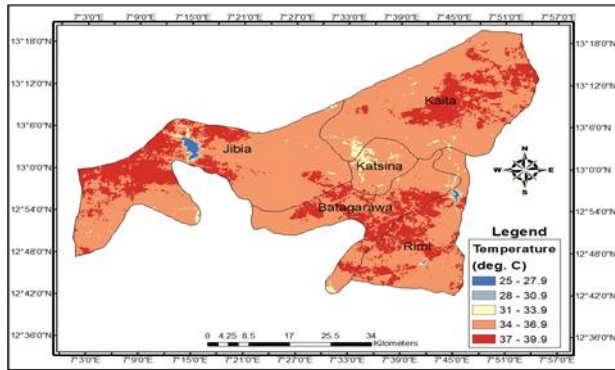 7°3'0"E 7°9'0"E 7°15'0"E 7°21'0"E 7°27'0"E 7°33'0"E 7°39'0"E 7°45'0"E 7°51'0"E 7°57'0"E
13°18'0"N 13°18'0"N
13°12'0"N 13°12'0"N
Kaita
13°6'0"N 13°6'0"N
Jibia
N
Katsina
13°0'0"N 13°0'0"N
W E
S
12°54'0"N 12°54'0"N
Batagarawa
Legend
Rimi
Temperature
12°48'0"N 12°48'0"N
(deg. C)
25 - 27.9
28 - 30.9
12°42'0"N 12°42'0"N
31 - 33.9
34 - 36.9
37 - 39.9
12°36'0"N 12°36'0"N
0 4.25 8.5 17 25.5 34
Kilometers
7°3'0"E 7°9'0"E 7°15'0"E 7°21'0"E 7°27'0"E 7°33'0"E 7°39'0"E 7°45'0"E 7°51'0"E 7°57'0"E